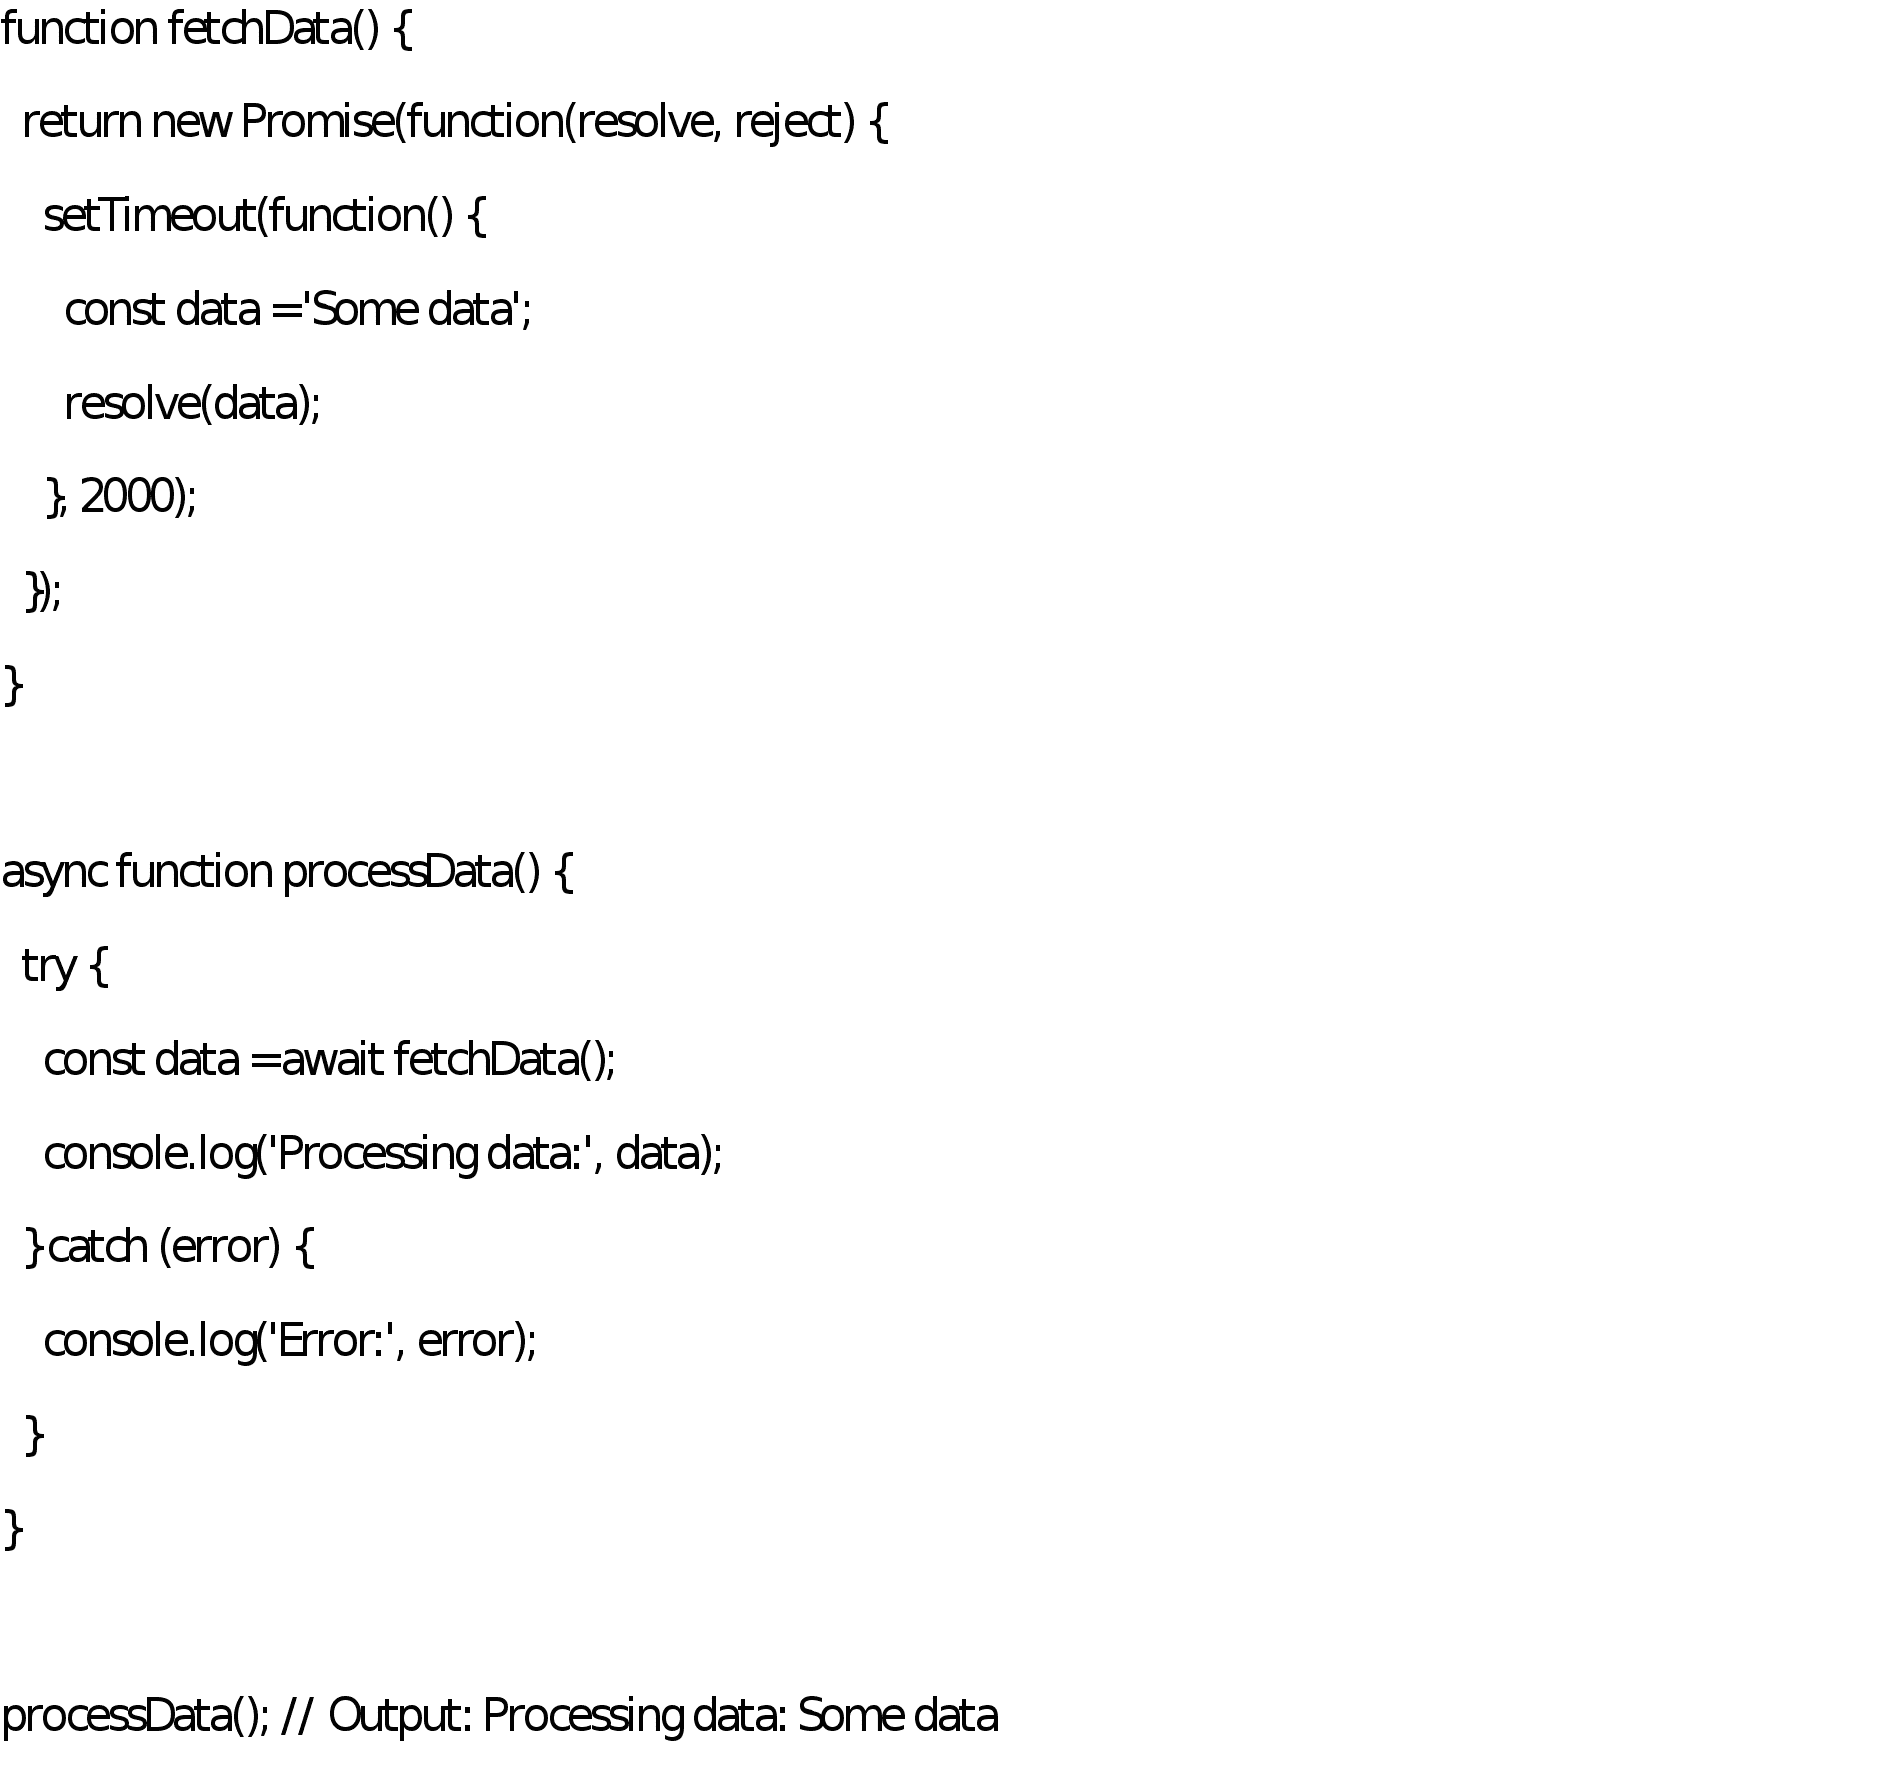 function fetchData() {
  return new Promise(function(resolve, reject) {
    setTimeout(function() {
      const data = 'Some data';
      resolve(data);
    }, 2000);
  });
}

async function processData() {
  try {
    const data = await fetchData();
    console.log('Processing data:', data);
  } catch (error) {
    console.log('Error:', error);
  }
}

processData(); // Output: Processing data: Some data